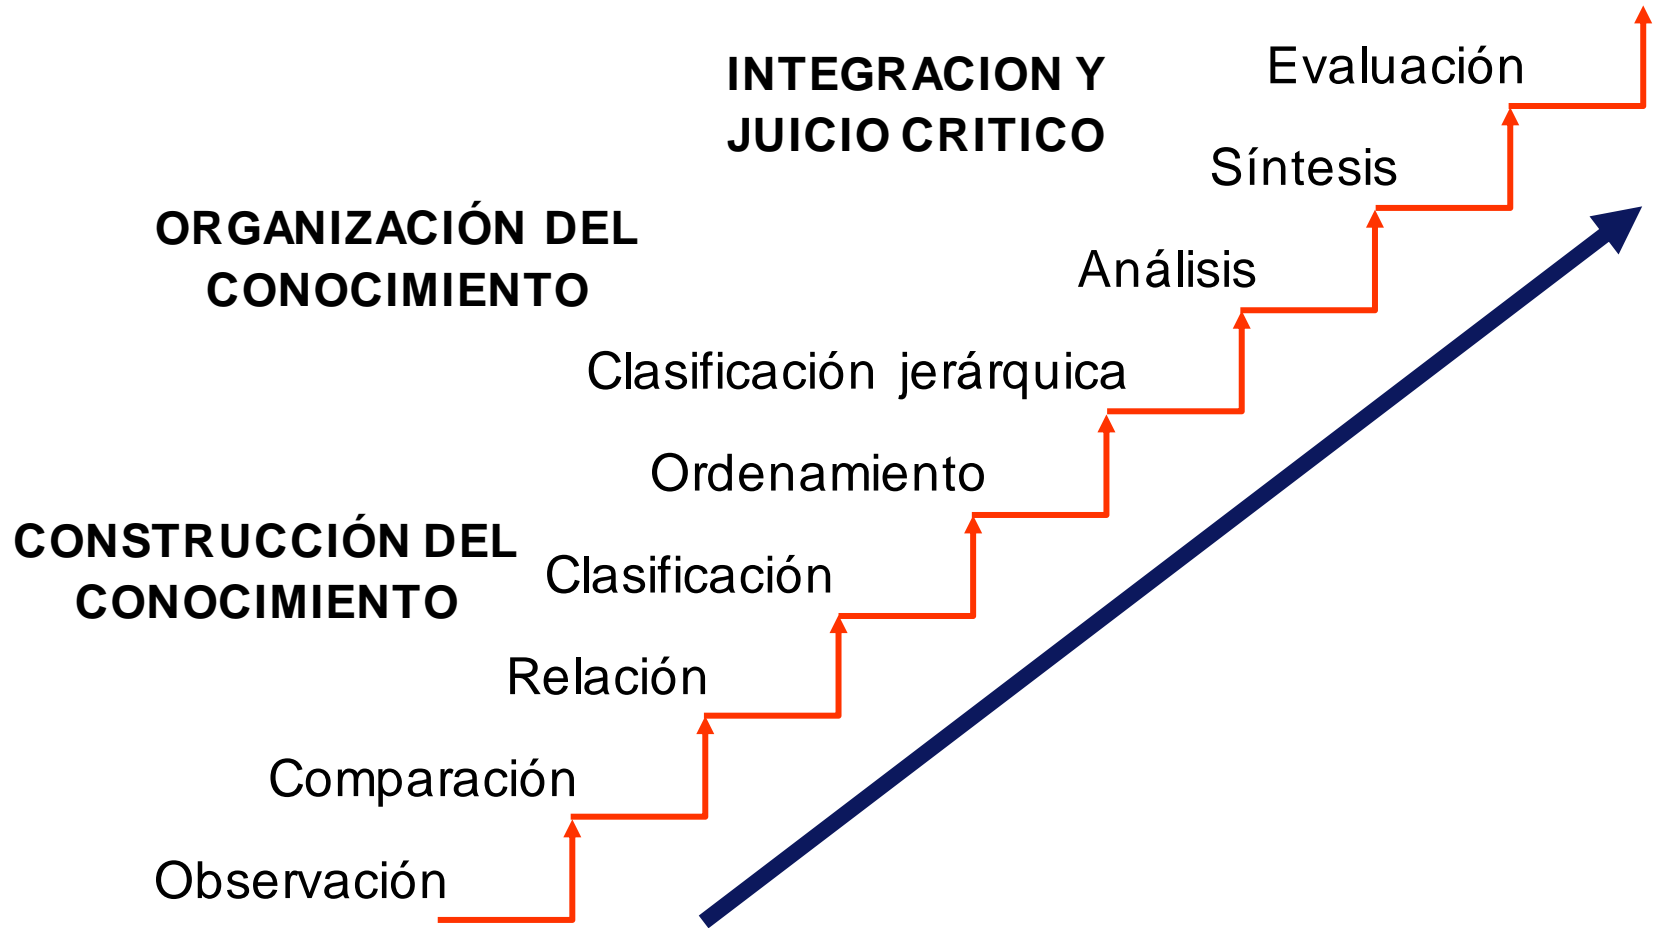 INTEGRACION Y
JUICIO CRITICO
Evaluación
Síntesis
ORGANIZACIÓN DEL
CONOCIMIENTO
Análisis
Clasificación jerárquica
Ordenamiento
CONSTRUCCIÓN DEL
CONOCIMIENTO
Clasificación
Relación
Comparación
Observación